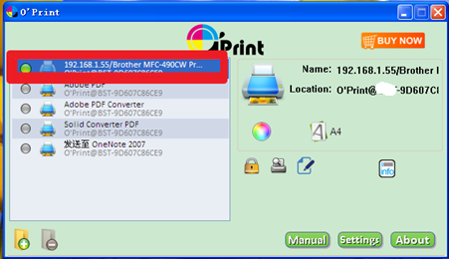 O'Print
O'Print
BUY NOW
192.168.1.55/Brother MFC-490CW Pr...
O'Print@BST-9D607C86CE9
Adobe PDF
O'Print@BST-9D607C86CE9
Adobe PDF Converter
O'Print@BST-9D607C86CE9
Solid Converter PDF
O'Print@BST-9D607C86CE9
发送至 OneNote 2007
O'Print@BST-9D607C86CE9
Name: 192.168.1.55/Brother
Location: O'Print@ -9D607C
A4
info
Manual
Settings
About